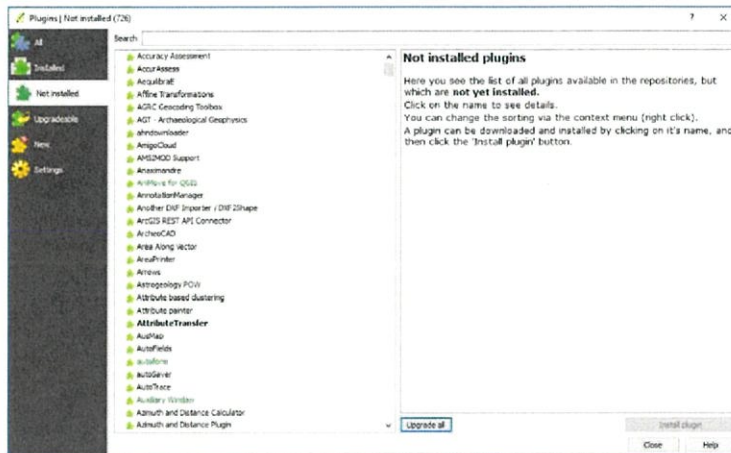 Plugins | Not installed (726)
? X
All
Installed
Not installed
Upgradeable
New
Settings
Search
Accuracy Assessment
AccurAssess
AequilibraE
Affine Transformations
AGRC Geocoding Toolbox
AGT - Archaeological Geophysics
ahndownloader
AmigoCloud
AMSIMOD Support
Anaximandre
AniMove for QGIS
AnnotationManager
Another DXF Importer / DXF2Shape
ArcGIS REST API Connector
ArcheoCAD
Area Along Vector
AreaPrinter
Arrows
Astrogeology POW
Attribute based clustering
Attribute painter
AttributeTransfer
AusMap
AutoFields
autoform
autoSaver
AutoTrace
Auxiliary Window
Azimuth and Distance Calculator
Azimuth and Distance Plugin
Not installed plugins
Here you see the list of all plugins available in the repositories, but
which are not yet installed.
Click on the name to see details.
You can change the sorting via the context menu (right click).
A plugin can be downloaded and installed by clicking on it's name, and
then click the 'Install plugin' button.
Upgrade all
Install plugin
Close
Help